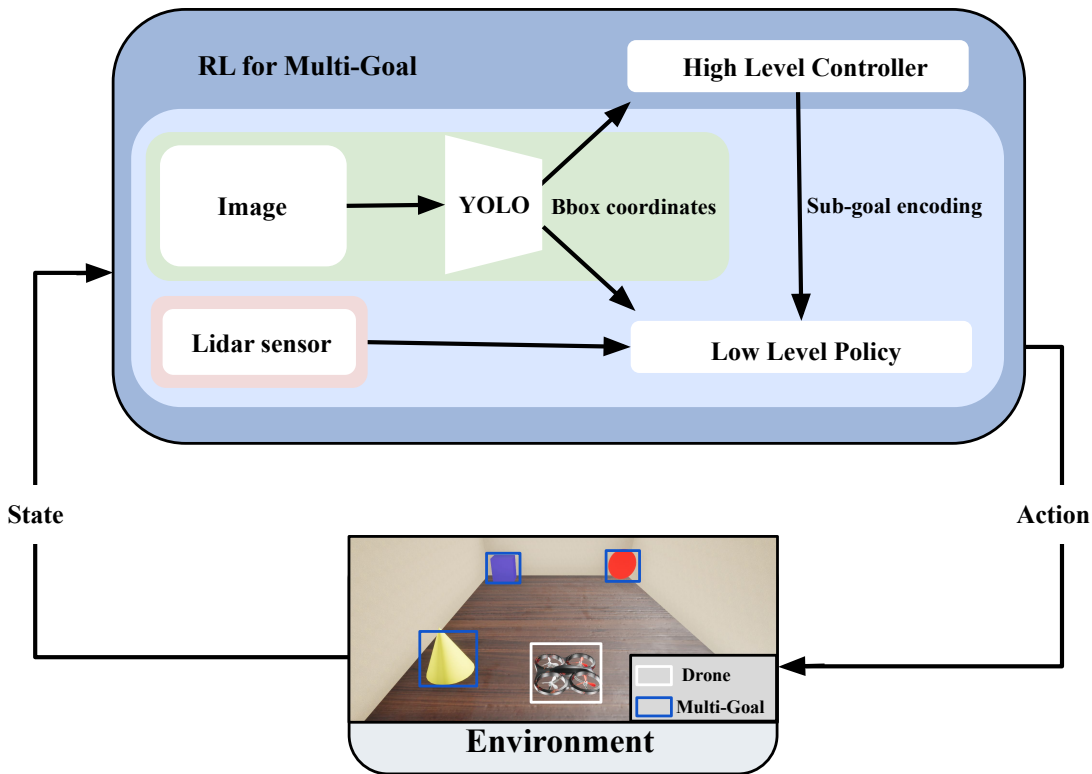 RL for Multi-Goal
High Level Controller
Image
YOLO
Bbox coordinates
Sub-goal encoding
Lidar sensor
Low Level Policy
State
Action
Drone
Multi-Goal
Environment